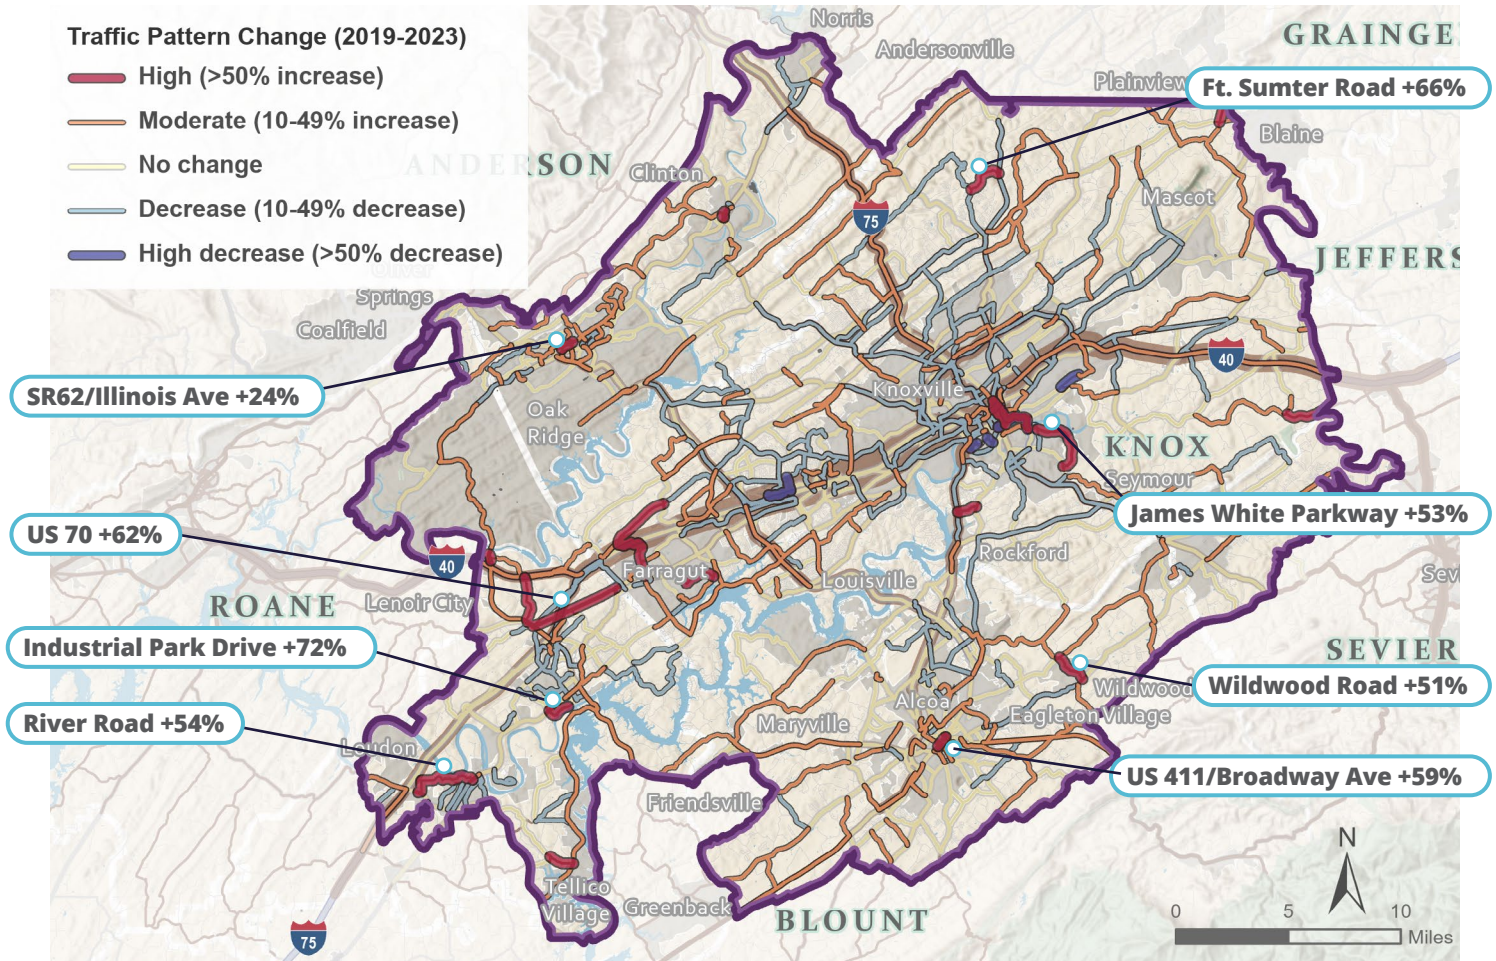 Traffic Pattern Change (2019-2023)
High (>50% increase)
Moderate (10-49% increase)
No change
Decrease (10-49% decrease)
High decrease (>50% decrease)
Norris
Andersonville
GRAINGE
Plainview
Ft. Sumter Road +66%
Blaine
ANDERSON
Clinton
Mascot
75
JEFFERS
Oliver
Springs
Coalfield
40
SR62/Illinois Ave +24%
Knoxville
Oak
Ridge
KNOX
Seymour
James White Parkway +53%
US 70 +62%
40
Rockford
Farragut
Louisville
Sevi
Lenoir City
ROANE
Industrial Park Drive +72%
SEVIER
Wildwood
Wildwood Road +51%
Alcoa
Eagleton Village
River Road +54%
Maryville
Loudon
US 411/Broadway Ave +59%
Friendsville
N
Tellico
Village
Greenback
BLOUNT
0 5 10
Miles
75